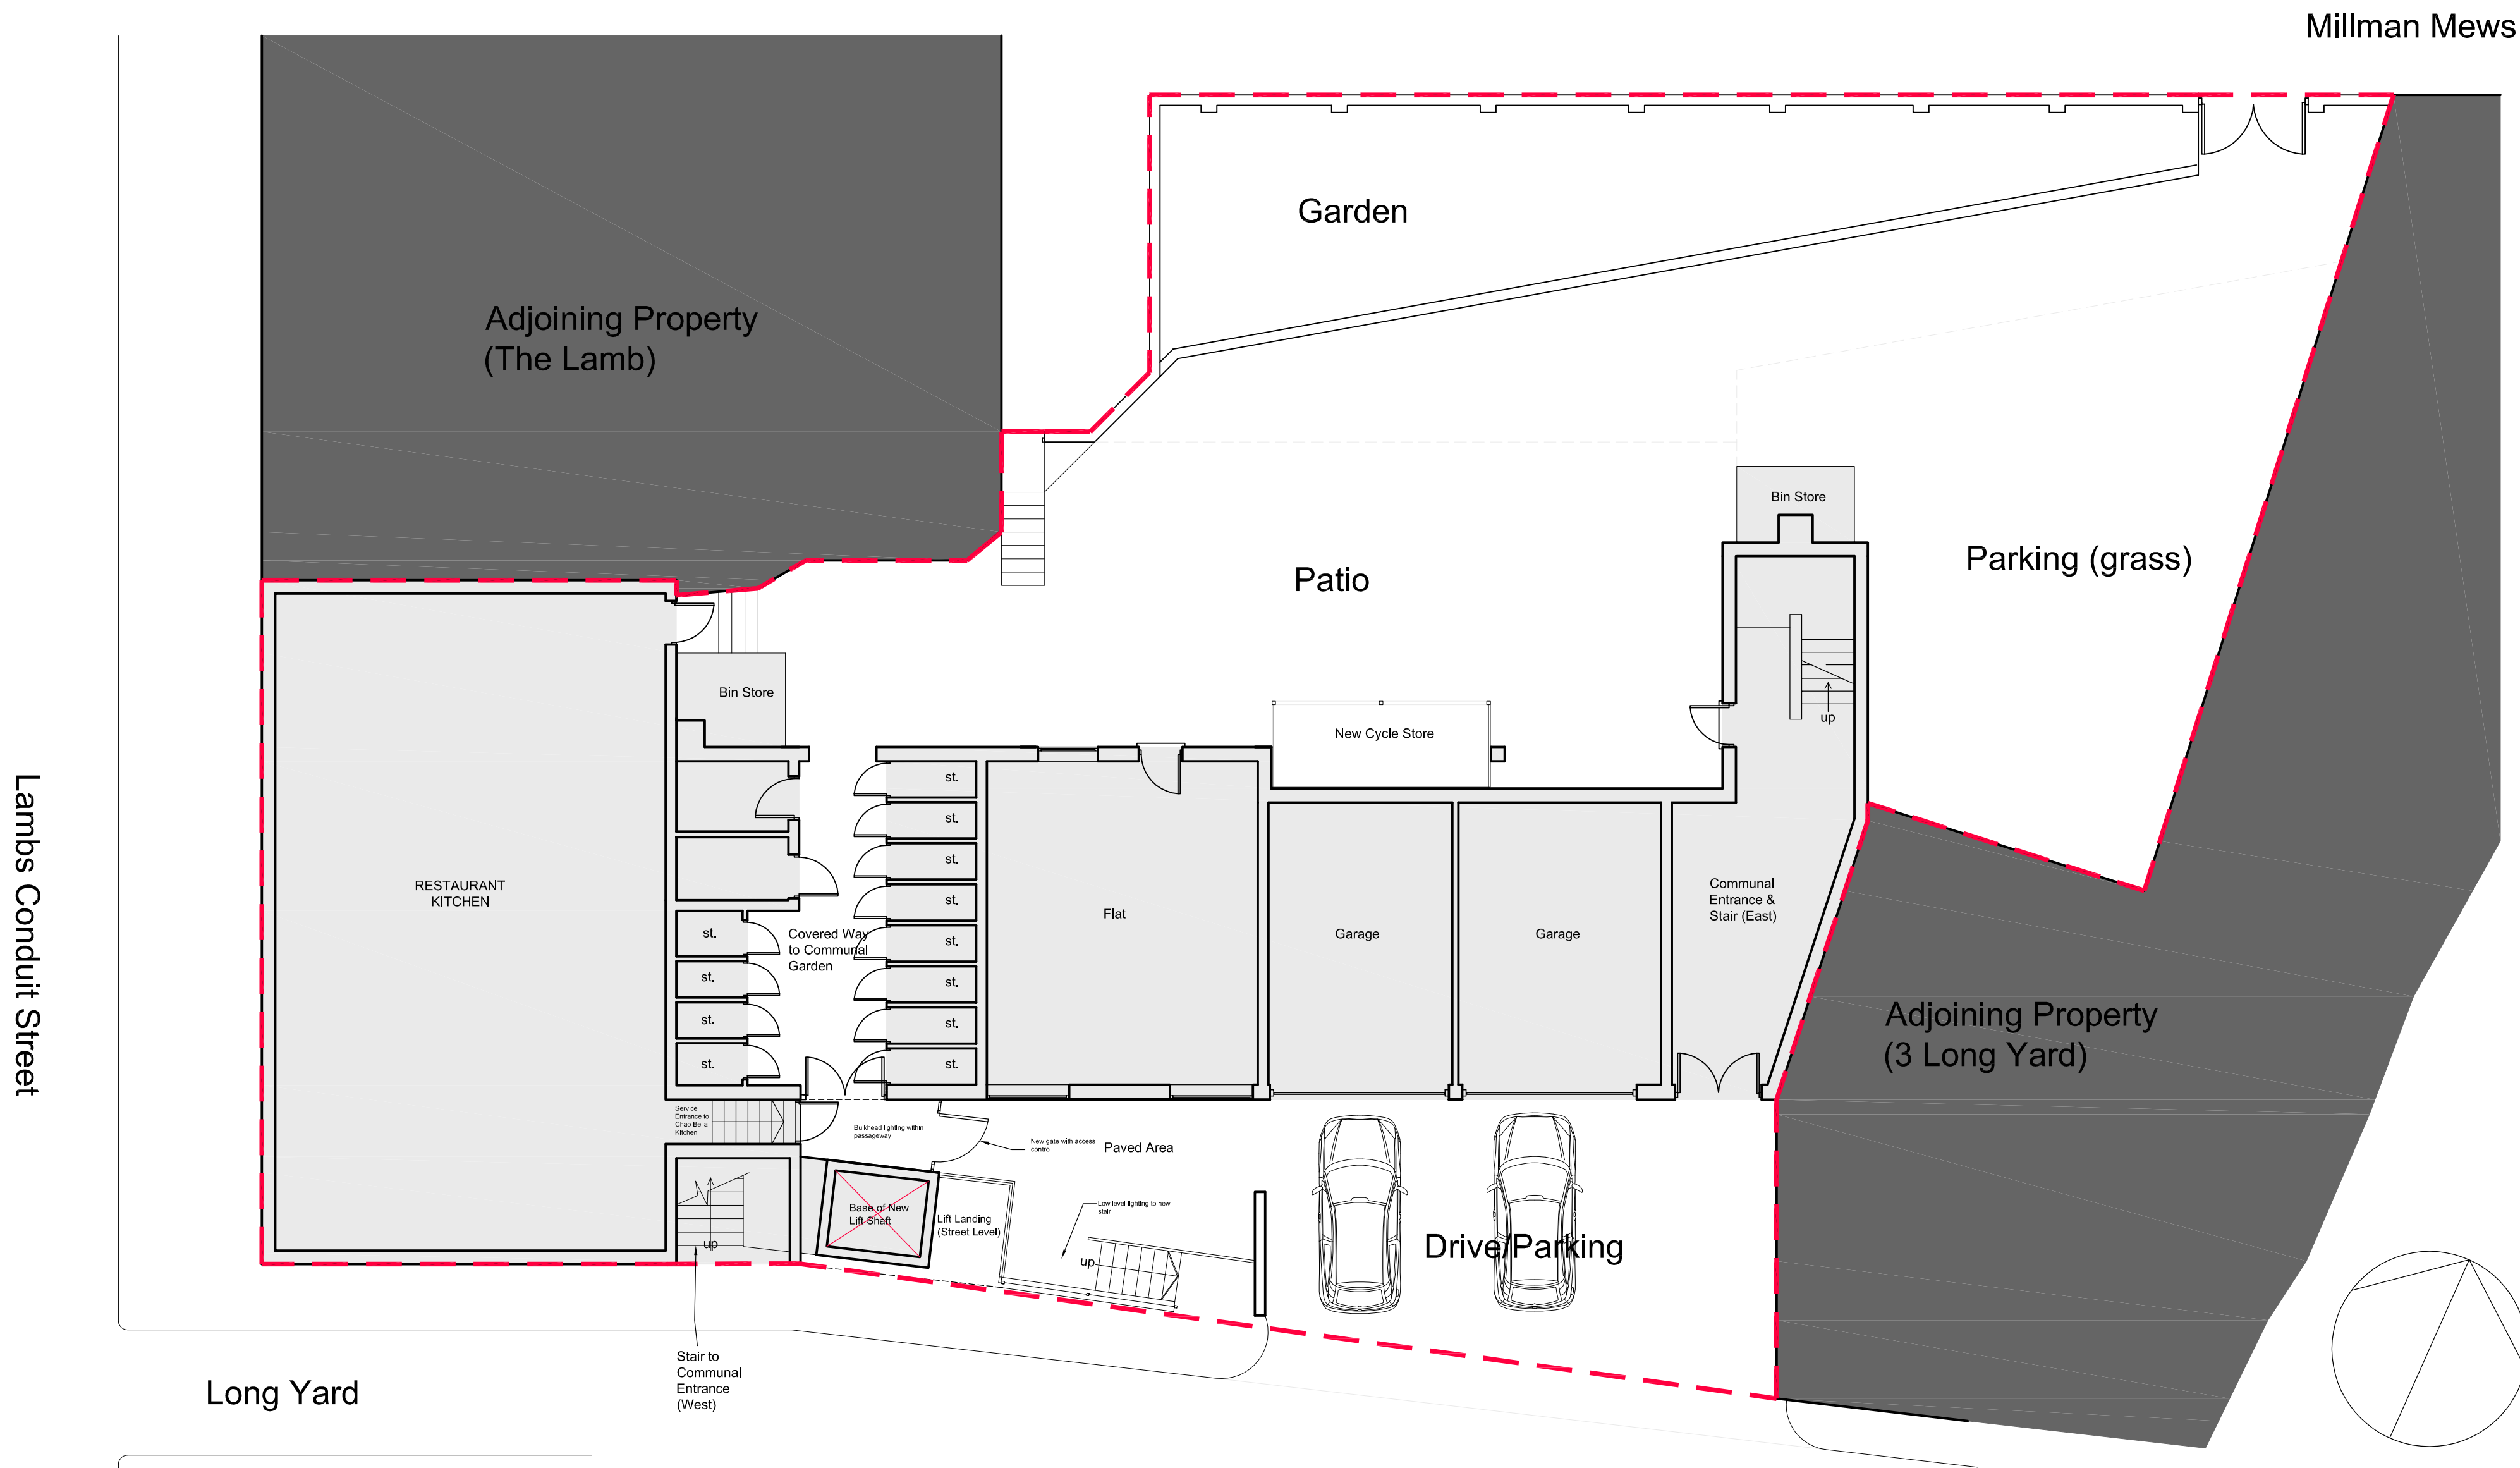 Millman Mews
Garden
Adjoining Property
(The Lamb)
Bin Store
Parking (grass)
Patio
Bin Store
up
New Cycle Store
st.
st.
st.
st.
st.
st.
st.
st.
Lambs Conduit Street
RESTAURANT
KITCHEN
Flat
Garage
Garage
Communal
Entrance &
Stair (East)
st.
st.
st.
st.
Covered Way
to Communal
Garden
Adjoining Property
(3 Long Yard)
Service
Entrance to
Chao Bella
Kitchen
Bulkhead lighting within
passageway
New gate with access
control
Paved Area
Base of New
Lift Shaft
Lift Landing
(Street Level)
Low level lighting to new
stair
up
up
Drive/Parking
Stair to
Communal
Entrance
(West)
Long Yard